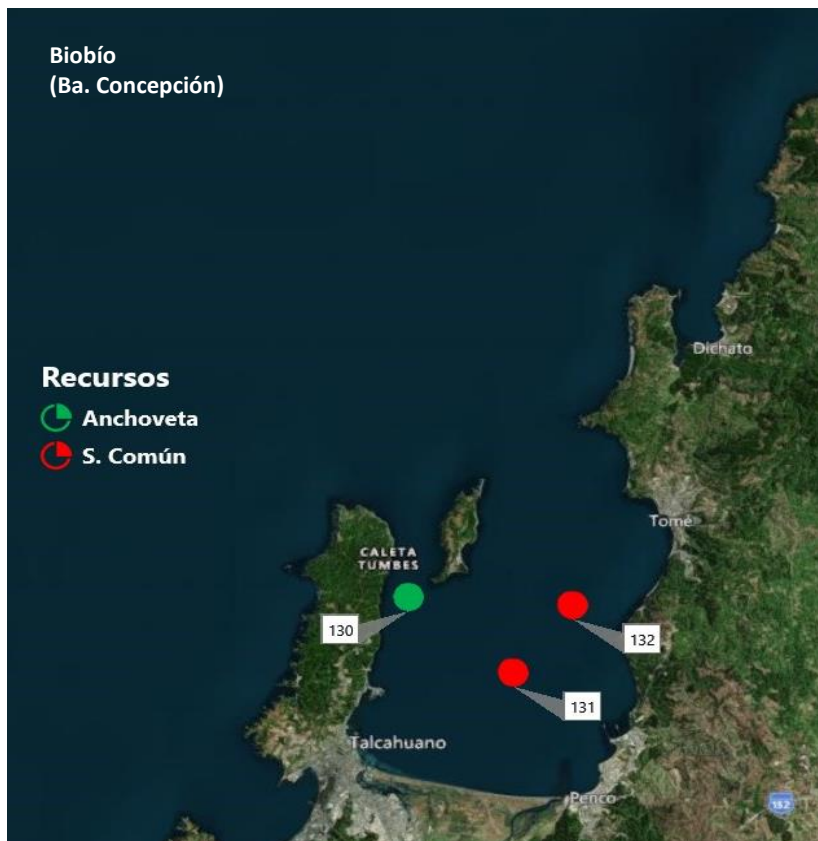 Biobío
(Ba. Concepción)
Dichato
Recursos
Anchoveta
S. Común
Tomé
CALETA
TUMBES
130
132
131
Talcahuano
Penco
152